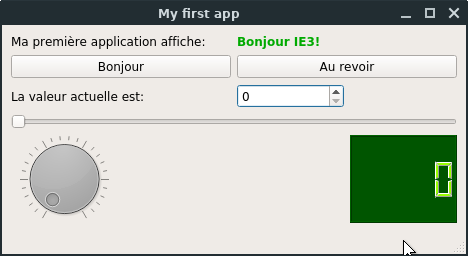 My first app
Ma première application affiche: Bonjour IE3!
Bonjour Au revoir
La valeur actuelle est: 0
0